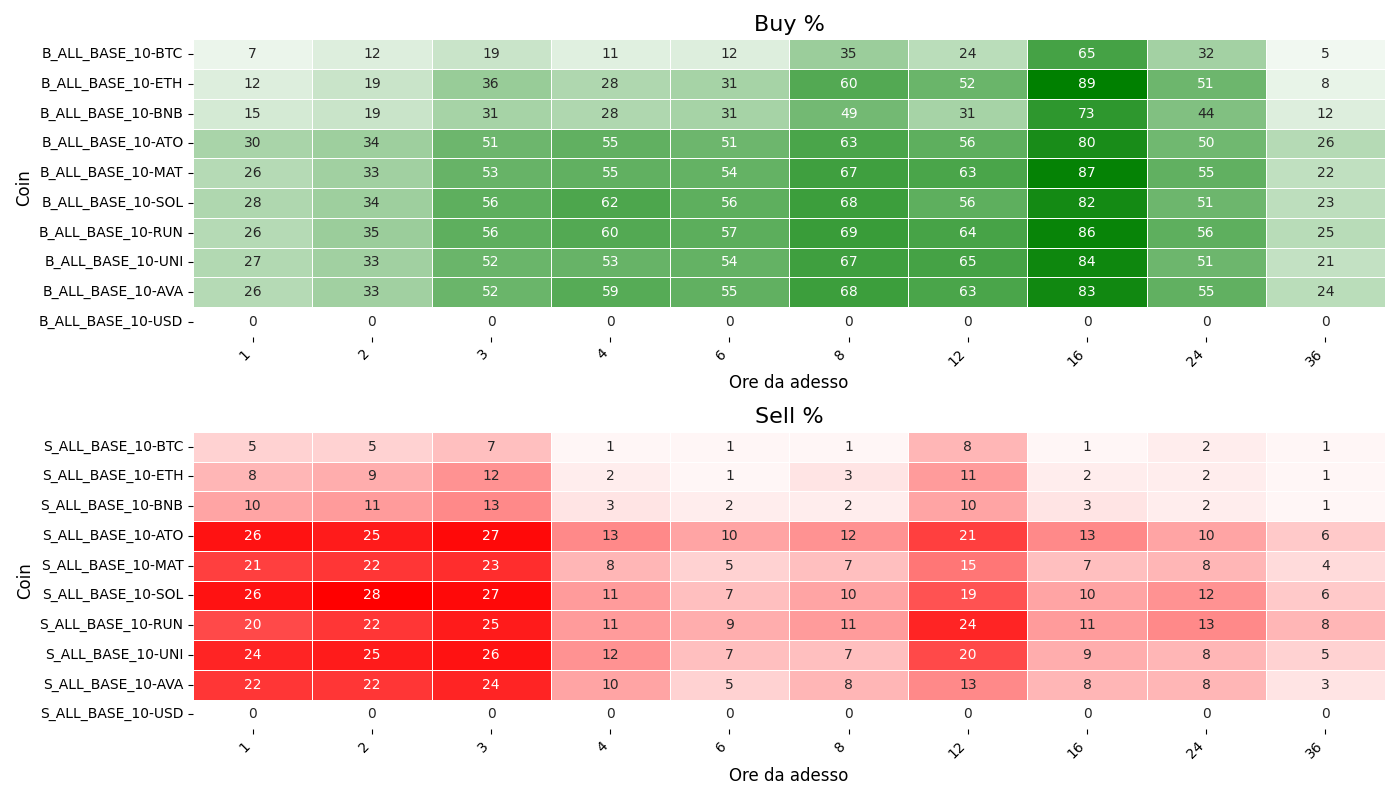 Buy %
Coin
B_ALL_BASE_10-BTC 7 12 19 11 12 35 24 65 32 5
B_ALL_BASE_10-ETH 12 19 36 28 31 60 52 89 51 8
B_ALL_BASE_10-BNB 15 19 31 28 31 49 31 73 44 12
B_ALL_BASE_10-ATO 30 34 51 55 51 63 56 80 50 26
B_ALL_BASE_10-MAT 26 33 53 55 54 67 63 87 55 22
B_ALL_BASE_10-SOL 28 34 56 62 56 68 56 82 51 23
B_ALL_BASE_10-RUN 26 35 56 60 57 69 64 86 56 25
B_ALL_BASE_10-UNI 27 33 52 53 54 67 65 84 51 21
B_ALL_BASE_10-AVA 26 33 52 59 55 68 63 83 55 24
B_ALL_BASE_10-USD 0 0 0 0 0 0 0 0 0 0
1 2 3 4 6 8 12 16 24 36
Ore da adesso
Sell %
Coin
S_ALL_BASE_10-BTC 5 5 7 1 1 1 8 1 2 1
S_ALL_BASE_10-ETH 8 9 12 2 1 3 11 2 2 1
S_ALL_BASE_10-BNB 10 11 13 3 2 2 10 3 2 1
S_ALL_BASE_10-ATO 26 25 27 13 10 12 21 13 10 6
S_ALL_BASE_10-MAT 21 22 23 8 5 7 15 7 8 4
S_ALL_BASE_10-SOL 26 28 27 11 7 10 19 10 12 6
S_ALL_BASE_10-RUN 20 22 25 11 9 11 24 11 13 8
S_ALL_BASE_10-UNI 24 25 26 12 7 7 20 9 8 5
S_ALL_BASE_10-AVA 22 22 24 10 5 8 13 8 8 3
S_ALL_BASE_10-USD 0 0 0 0 0 0 0 0 0 0
1 2 3 4 6 8 12 16 24 36
Ore da adesso